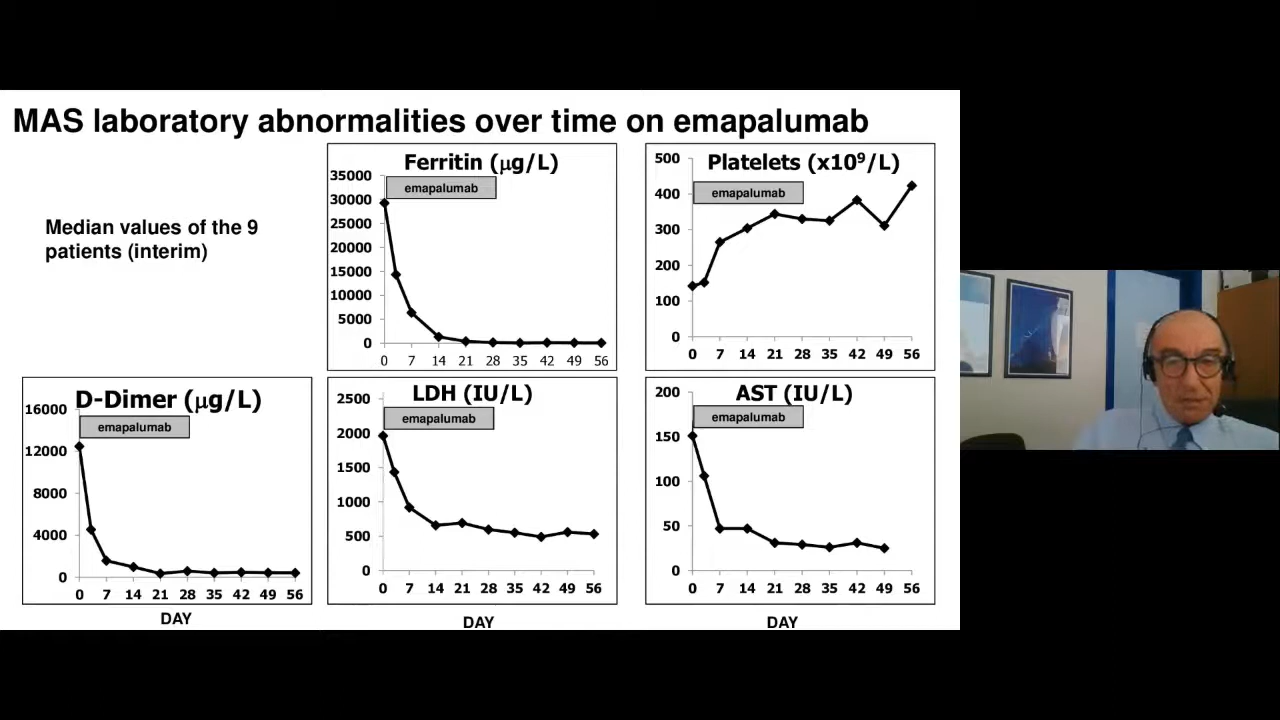 MAS laboratory abnormalities over time on emapalumab
Median values of the 9
patients (interim)
Ferritin (μg/L)
emapalumab
35000
30000
25000
20000
15000
10000
5000
0
0 7 14 21 28 35 42 49 56
Platelets (x10⁹/L)
emapalumab
500
400
300
200
100
0
0 7 14 21 28 35 42 49 56
D-Dimer (μg/L)
emapalumab
16000
12000
8000
4000
0
0 7 14 21 28 35 42 49 56
DAY
LDH (IU/L)
emapalumab
2500
2000
1500
1000
500
0
0 7 14 21 28 35 42 49 56
DAY
AST (IU/L)
emapalumab
200
150
100
50
0
0 7 14 21 28 35 42 49 56
DAY